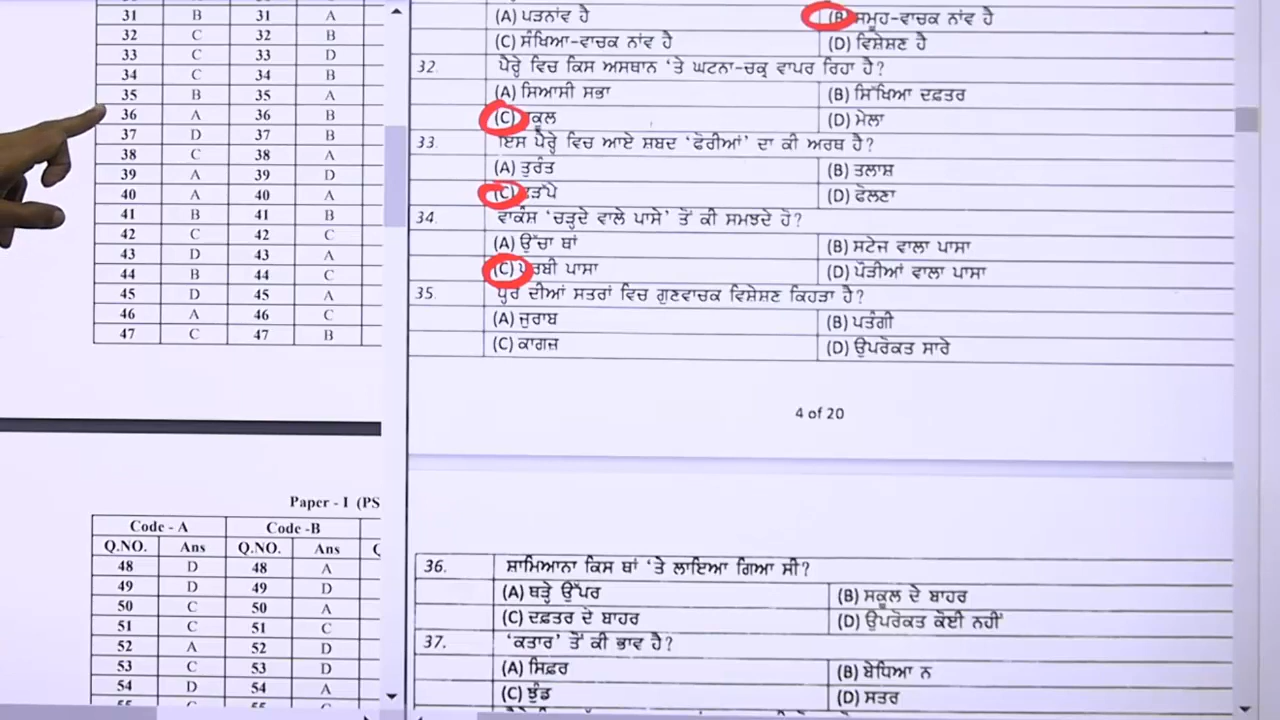 31 B 31 A
32 C 32 B
33 C 33 D
34 C 34 B
35 B 35 A
36 A 36 B
37 D 37 B
38 C 38 A
39 A 39 D
40 A 40 A
41 B 41 B
42 C 42 C
43 D 43 A
44 B 44 C
45 D 45 A
46 A 46 C
47 C 47 B
Paper - I (PS
Code - A Code -B
Q.NO. Ans Q.NO. Ans
48 D 48 A
49 D 49 D
50 C 50 A
51 C 51 C
52 A 52 D
53 C 53 D
54 D 54 A
(A) ਪੜਨਾਂਵ ਹੈ (B) ਸਮੂਹ-ਵਾਚਕ ਨਾਂਵ ਹੈ
(C) ਸੰਖਿਆ-ਵਾਚਕ ਨਾਂਵ ਹੈ (D) ਵਿਸ਼ੇਸ਼ਣ ਹੈ
32. ਪੈਰ੍ਹੇ ਵਿਚ ਕਿਸ ਅਸਥਾਨ 'ਤੇ ਘਟਨਾ-ਚਕ੍ਰ ਵਾਪਰ ਰਿਹਾ ਹੈ?
(A) ਸਿਆਸੀ ਸਭਾ (B) ਸਿੱਖਿਆ ਦਫ਼ਤਰ
(C) ਸਕੂਲ (D) ਮੇਲਾ
33. ਇਸ ਪੈਰ੍ਹੇ ਵਿਚ ਆਏ ਸ਼ਬਦ 'ਫੋਰੀਆਂ' ਦਾ ਕੀ ਅਰਥ ਹੈ?
(A) ਤੁਰੰਤ (B) ਤਲਾਸ਼
(C) (D) ਫੋਲਣਾ
34. ਵਾਕੰਸ਼ 'ਚੜ੍ਹਦੇ ਵਾਲੇ ਪਾਸੇ' ਤੋਂ ਕੀ ਸਮਝਦੇ ਹੋ?
(A) ਉੱਚਾ ਥਾਂ (B) ਸਟੇਜ ਵਾਲਾ ਪਾਸਾ
(C) ਪੂਰਬੀ ਪਾਸਾ (D) ਪੌੜੀਆਂ ਵਾਲਾ ਪਾਸਾ
35. ਪੈਰ੍ਹੇ ਦੀਆਂ ਸਤਰਾਂ ਵਿਚ ਗੁਣਵਾਚਕ ਵਿਸ਼ੇਸ਼ਣ ਕਿਹੜਾ ਹੈ?
(A) ਜੁਰਾਬ (B) ਪਤੰਗੀ
(C) ਕਾਗਜ਼ (D) ਉਪਰੋਕਤ ਸਾਰੇ
4 of 20
36. ਸ਼ਾਮਿਆਨਾ ਕਿਸ ਥਾਂ 'ਤੇ ਲਾਇਆ ਗਿਆ ਸੀ?
(A) ਥੜ੍ਹੇ ਉੱਪਰ (B) ਸਕੂਲ ਦੇ ਬਾਹਰ
(C) ਦਫ਼ਤਰ ਦੇ ਬਾਹਰ (D) ਉਪਰੋਕਤ ਕੋਈ ਨਹੀਂ
37. 'ਕਤਾਰ' ਤੋਂ ਕੀ ਭਾਵ ਹੈ?
(A) ਸਿਫ਼ਰ (B) ਬੇਧਿਆ ਨ
(C) ਝੁੰਡ (D) ਸਤਰ